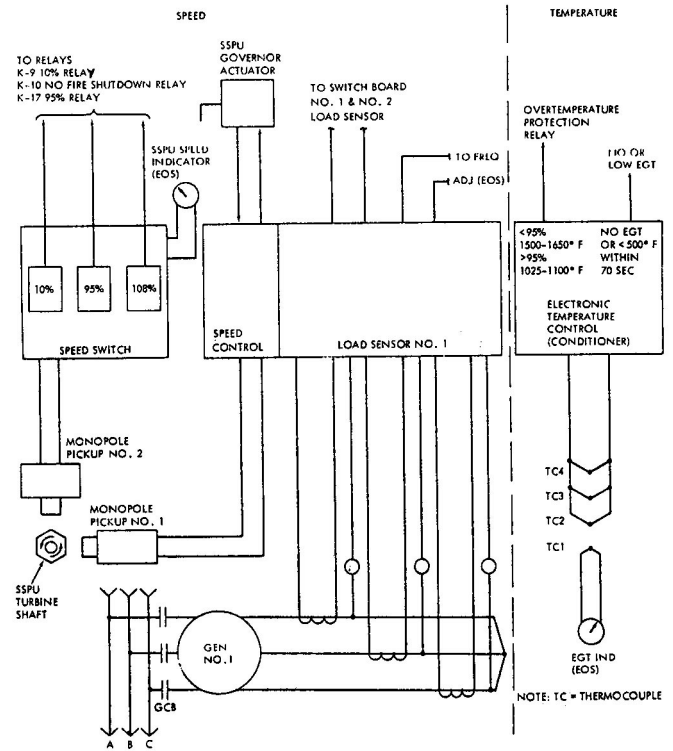 SPEED
TEMPERATURE
TO RELAYS
K-9 10% RELAY
K-10 NO FIRE SHUTDOWN RELAY
K-17 95% RELAY
SSPU
GOVERNOR
ACTUATOR
SSPU SPEED
INDICATOR
(EOS)
TO SWITCH BOARD
NO. 1 & NO. 2
LOAD SENSOR
TO FREQ
ADJ (EOS)
OVERTEMPERATURE
PROTECTION
RELAY
NO OR
LOW EGT
10%
95%
108%
SPEED SWITCH
SPEED
CONTROL
LOAD SENSOR NO. 1
<95%
1500-1650° F
>95%
1025-1100° F
NO EGT
OR <500° F
WITHIN
70 SEC
ELECTRONIC
TEMPERATURE
CONTROL
(CONDITIONER)
MONOPOLE
PICKUP NO. 2
MONOPOLE
PICKUP NO. 1
SSPU
TURBINE
SHAFT
TC4
TC3
TC2
TC1
GEN
NO.1
GCB
A B C
EGT IND
(EOS)
NOTE: TC = THERMOCOUPLE